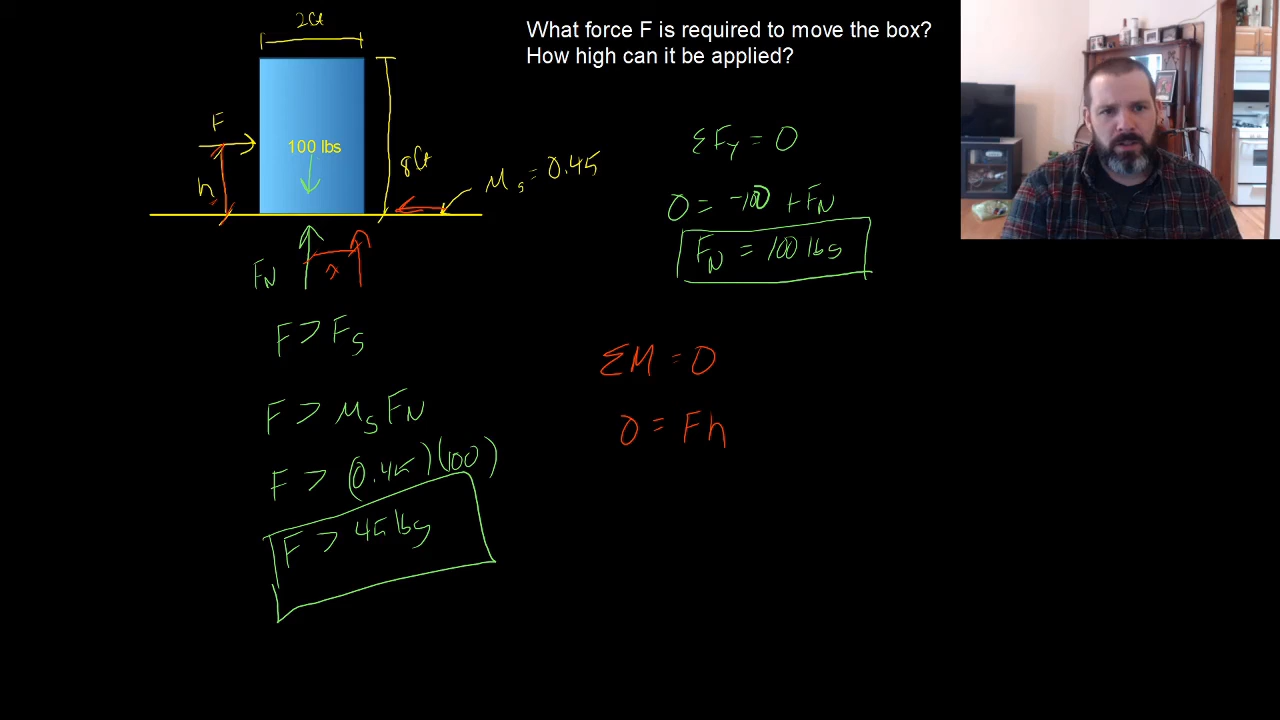 What force F is required to move the box?
How high can it be applied?
2ft
F
100 lbs
h
8ft
μs = 0.45
FN
x
F > Fs
F > μs FN
F > (0.45)(100)
F > 45 lbs
ΣFy = 0
0 = -100 + FN
FN = 100 lbs
ΣM = 0
0 = Fh